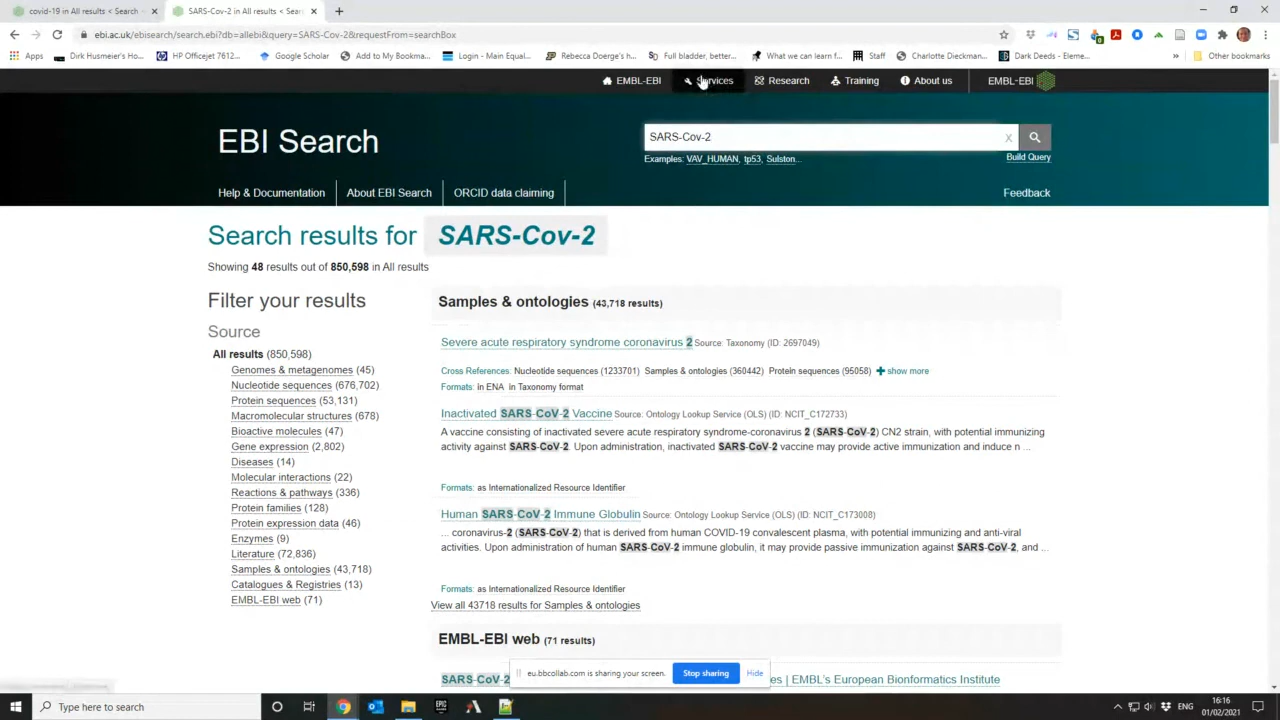 covid-19 in All results < Search
SARS-Cov-2 in All results < Sear
ebi.ac.uk/ebisearch/search.ebi?db=allebi&query=SARS-Cov-2&requestFrom=searchBox
Apps
Dirk Husmeier's Ho...
HP Officejet 7612...
Google Scholar
Add to My Bookma...
Login - Main Equal...
Rebecca Doerge's h...
Full bladder, better...
What we can learn f...
Staff
Charlotte Dieckman...
Dark Deeds - Eleme...
»
Other bookmarks
EMBL-EBI
Services
Research
Training
About us
EMBL-EBI
EBI Search
SARS-Cov-2
X
Examples: VAV_HUMAN, tp53, Sulston...
Build Query
Help & Documentation
About EBI Search
ORCID data claiming
Feedback
Search results for SARS-Cov-2
Showing 48 results out of 850,598 in All results
Filter your results
Source
All results (850,598)
Genomes & metagenomes (45)
Nucleotide sequences (676,702)
Protein sequences (53,131)
Macromolecular structures (678)
Bioactive molecules (47)
Gene expression (2,802)
Diseases (14)
Molecular interactions (22)
Reactions & pathways (336)
Protein families (128)
Protein expression data (46)
Enzymes (9)
Literature (72,836)
Samples & ontologies (43,718)
Catalogues & Registries (13)
EMBL-EBI web (71)
Samples & ontologies (43,718 results)
Severe acute respiratory syndrome coronavirus 2 Source: Taxonomy (ID: 2697049)
Cross References: Nucleotide sequences (1233701) Samples & ontologies (360442) Protein sequences (95058) + show more
Formats: in ENA in Taxonomy format
Inactivated SARS-CoV-2 Vaccine Source: Ontology Lookup Service (OLS) (ID: NCIT_C172733)
A vaccine consisting of inactivated severe acute respiratory syndrome-coronavirus 2 (SARS-CoV-2) CN2 strain, with potential immunizing
activity against SARS-CoV-2. Upon administration, inactivated SARS-CoV-2 vaccine may provide active immunization and induce n ...
Formats: as Internationalized Resource Identifier
Human SARS-CoV-2 Immune Globulin Source: Ontology Lookup Service (OLS) (ID: NCIT_C173008)
... coronavirus-2 (SARS-CoV-2) that is derived from human COVID-19 convalescent plasma, with potential immunizing and anti-viral
activities. Upon administration of human SARS-CoV-2 immune globulin, it may provide passive immunization against SARS-CoV-2, and ...
Formats: as Internationalized Resource Identifier
View all 43718 results for Samples & ontologies
EMBL-EBI web (71 results)
SARS-CoV-2
es | EMBL's European Bioinformatics Institute
eu.bbcollab.com is sharing your screen.
Stop sharing
Hide
Type here to search
EPIC
ENG
16:16
01/02/2021